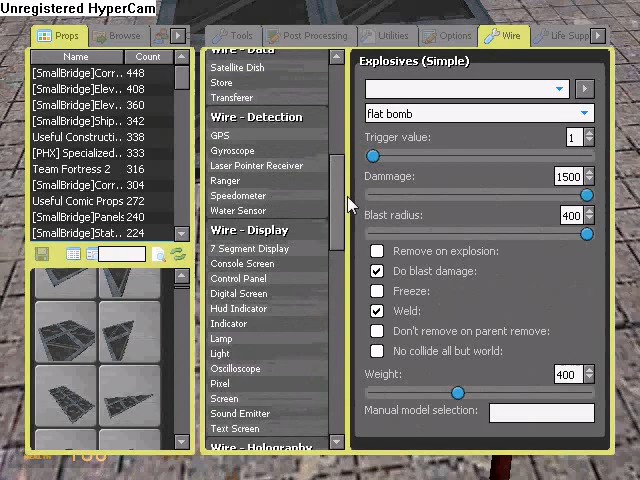 Unregistered HyperCam
Props
Browse
Tools
Post Processing
Utilities
Options
Wire
Life Supp
Name
Count
[SmallBridge]Corr.. 448
[SmallBridge]Elev.. 408
[SmallBridge]Elev.. 360
[SmallBridge]Ship.. 342
Useful Constructi.. 338
[PHX] Specialized.. 333
Team Fortress 2 316
[SmallBridge]Corr.. 304
Useful Comic Props 272
[SmallBridge]Panels 240
[SmallBridge]Stat.. 224
Wire - Data
Satellite Dish
Store
Transferer
Wire - Detection
GPS
Gyroscope
Laser Pointer Receiver
Ranger
Speedometer
Water Sensor
Wire - Display
7 Segment Display
Console Screen
Control Panel
Digital Screen
Hud Indicator
Indicator
Lamp
Light
Oscilloscope
Pixel
Screen
Sound Emitter
Text Screen
Wire - Holography
Explosives (Simple)
flat bomb
Trigger value: 1
Dammage: 1500
Blast radius: 400
Remove on explosion:
Do blast damage:
Freeze:
Weld:
Don't remove on parent remove:
No collide all but world:
Weight: 400
Manual model selection: